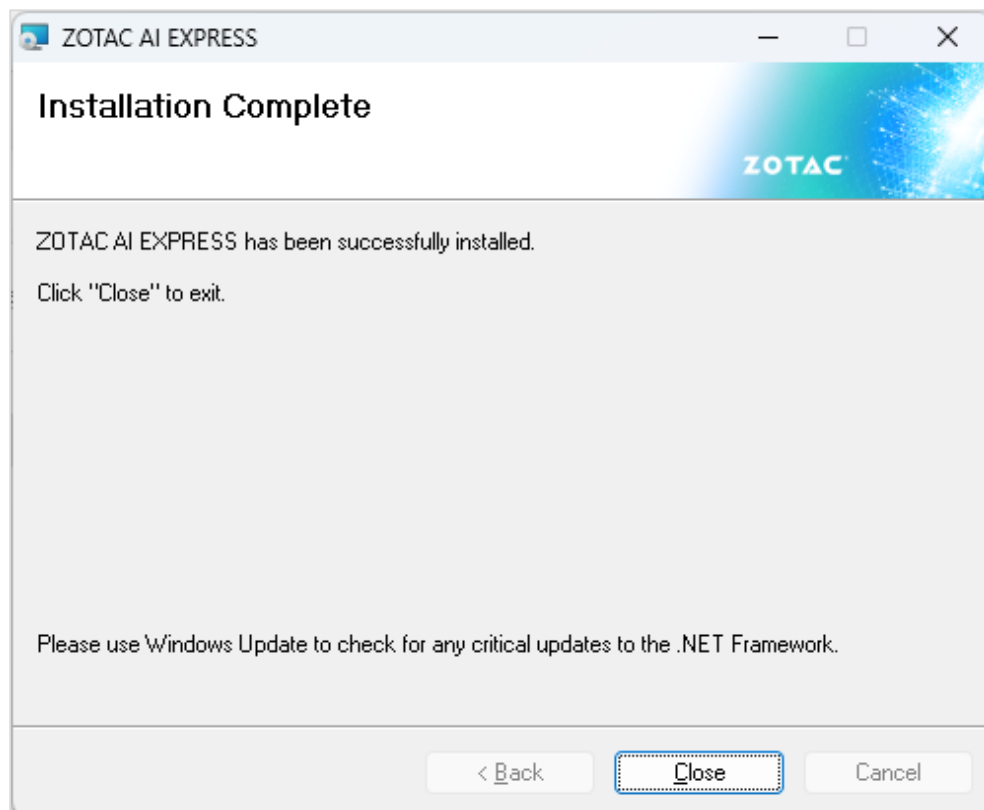 ZOTAC AI EXPRESS
Installation Complete
ZOTAC
ZOTAC AI EXPRESS has been successfully installed.
Click "Close" to exit.
Please use Windows Update to check for any critical updates to the .NET Framework.
< Back
Close
Cancel